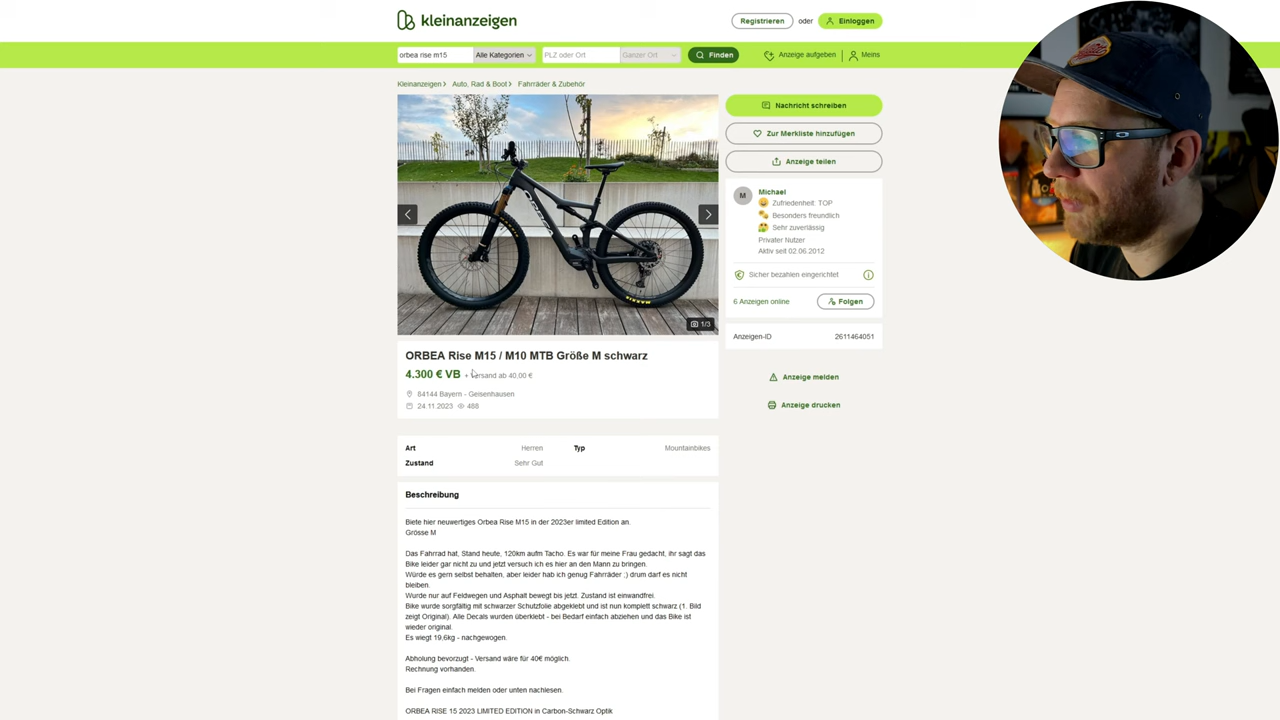 kleinanzeigen
Registrieren oder Einloggen
orbea rise m15 Alle Kategorien PLZ oder Ort Ganzer Ort Finden Anzeige aufgeben Meins
Kleinanzeigen Auto, Rad & Boot Fahrräder & Zubehör
Nachricht schreiben
Zur Merkliste hinzufügen
Anzeige teilen
M Michael
Zufriedenheit: TOP
Besonders freundlich
Sehr zuverlässig
Privater Nutzer
Aktiv seit 02.06.2012
Sicher bezahlen eingerichtet
6 Anzeigen online Folgen
Anzeigen-ID 2611464051
Anzeige melden
Anzeige drucken
ORBEA
1/3
ORBEA Rise M15 / M10 MTB Größe M schwarz
4.300 € VB + Versand ab 40,00 €
84144 Bayern - Geisenhausen
24.11.2023 488
Art Herren Typ Mountainbikes
Zustand Sehr Gut
Beschreibung
Biete hier neuwertiges Orbea Rise M15 in der 2023er limited Edition an.
Grösse M
Das Fahrrad hat, Stand heute, 120km aufm Tacho. Es war für meine Frau gedacht, ihr sagt das
Bike leider gar nicht zu und jetzt versuch ich es hier an den Mann zu bringen.
Würde es gern selbst behalten, aber leider hab ich genug Fahrräder ;) drum darf es nicht
bleiben.
Wurde nur auf Feldwegen und Asphalt bewegt bis jetzt. Zustand ist einwandfrei.
Bike wurde sorgfältig mit schwarzer Schutzfolie abgeklebt und ist nun komplett schwarz (1. Bild
zeigt Original). Alle Decals wurden überklebt - bei Bedarf einfach abziehen und das Bike ist
wieder original.
Es wiegt 19,6kg - nachgewogen.
Abholung bevorzugt - Versand wäre für 40€ möglich.
Rechnung vorhanden.
Bei Fragen einfach melden oder unten nachlesen.
ORBEA RISE 15 2023 LIMITED EDITION in Carbon-Schwarz Optik